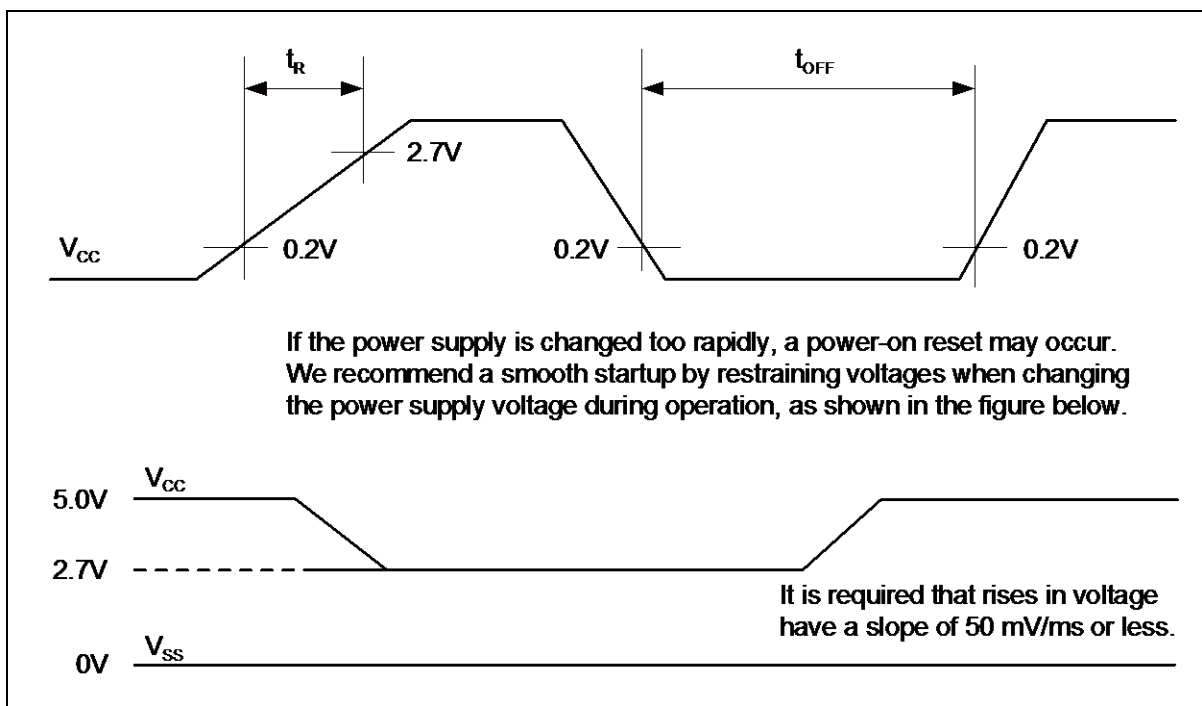 tR
tOFF
2.7V
VCC
0.2V
0.2V
0.2V
If the power supply is changed too rapidly, a power-on reset may occur.
We recommend a smooth startup by restraining voltages when changing
the power supply voltage during operation, as shown in the figure below.
VCC
5.0V
2.7V
It is required that rises in voltage
have a slope of 50 mV/ms or less.
VSS
0V